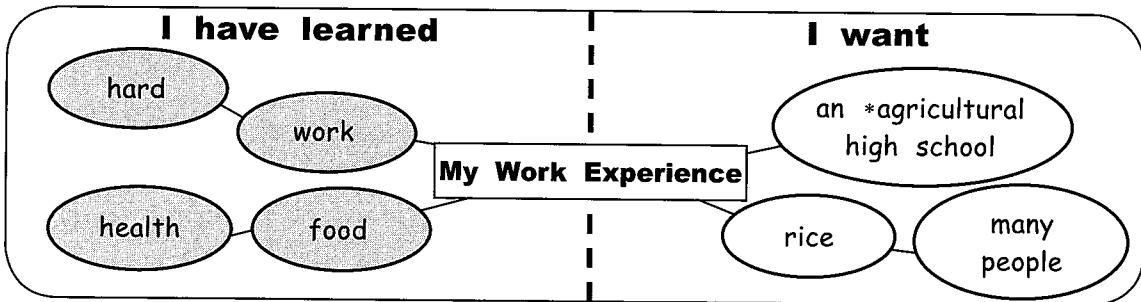 I have learned
I want
hard
work
health
food
My Work Experience
an *agricultural
high school
rice
many
people